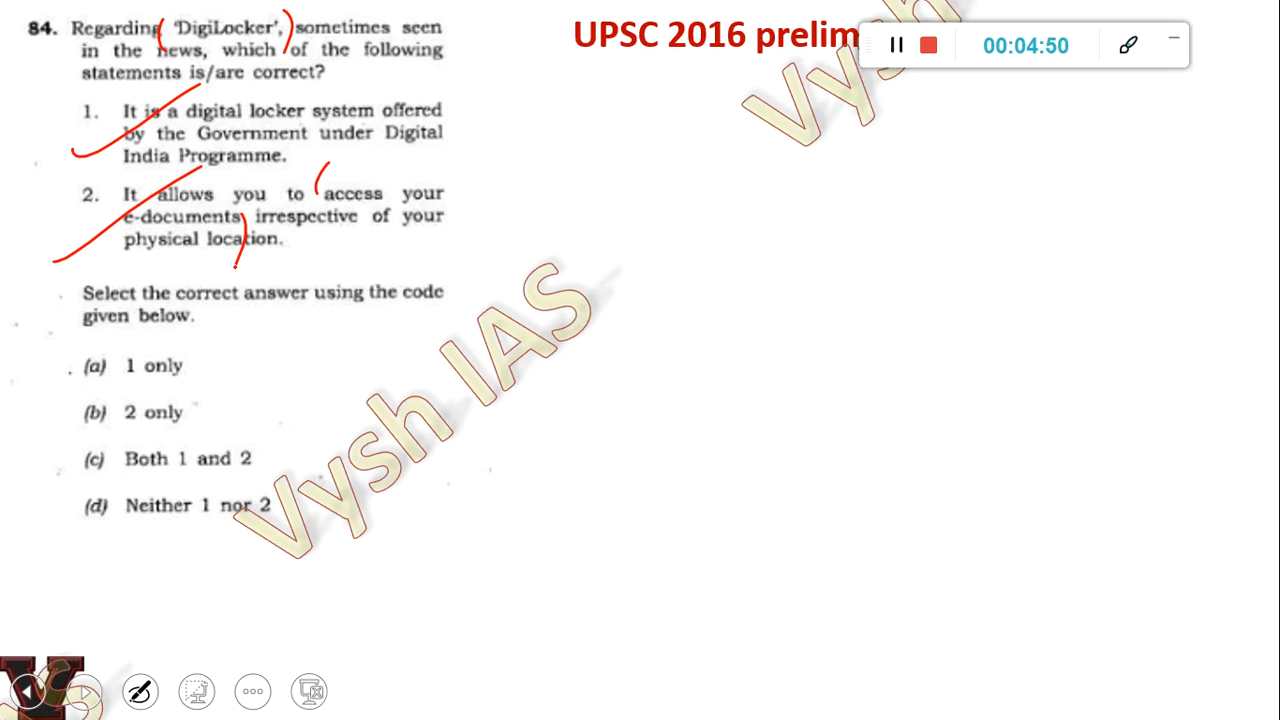 UPSC 2016 prelim
00:04:50
84. Regarding 'DigiLocker', sometimes seen
in the news, which of the following
statements is/are correct?
1. It is a digital locker system offered
by the Government under Digital
India Programme.
2. It allows you to access your
e-documents irrespective of your
physical location.
Select the correct answer using the code
given below.
(a) 1 only
(b) 2 only
(c) Both 1 and 2
(d) Neither 1 nor 2
Vysh IAS
Vysh